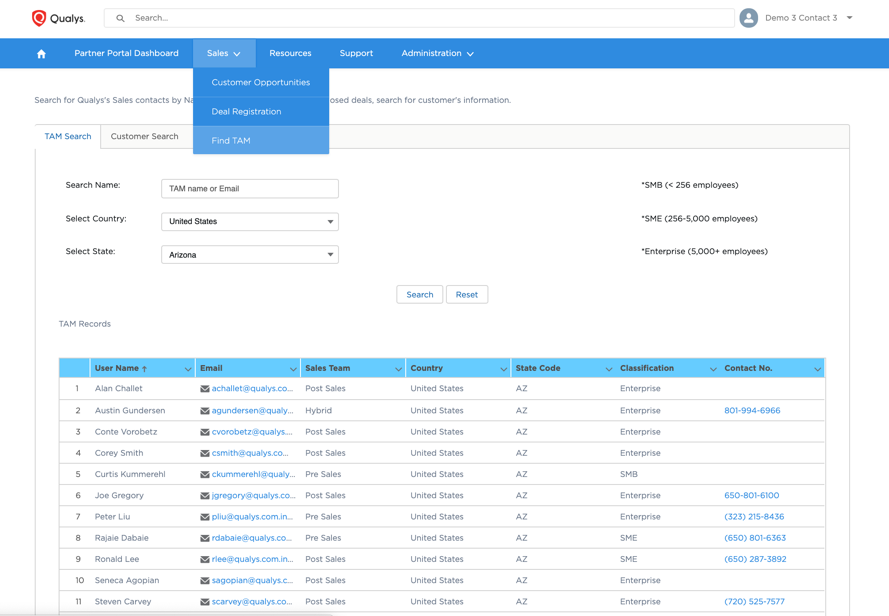 Qualys.
Search...
Demo 3 Contact 3
Partner Portal Dashboard
Sales
Resources
Support
Administration
Customer Opportunities
Deal Registration
Find TAM
Search for Qualys's Sales contacts by Na
osed deals, search for customer's information.
TAM Search
Customer Search
Search Name:
TAM name or Email
*SMB (< 256 employees)
Select Country:
United States
*SME (256-5,000 employees)
Select State:
Arizona
*Enterprise (5,000+ employees)
Search
Reset
TAM Records
User Name ↑ Email Sales Team Country State Code Classification Contact No.
1 Alan Challet achallet@qualys.co... Post Sales United States AZ Enterprise
2 Austin Gundersen agundersen@qualy... Hybrid United States AZ Enterprise 801-994-6966
3 Conte Vorobetz cvorobetz@qualys.... Post Sales United States AZ Enterprise
4 Corey Smith csmith@qualys.co... Post Sales United States AZ Enterprise
5 Curtis Kummerehl ckummerehl@qualy... Pre Sales United States AZ SMB
6 Joe Gregory jgregory@qualys.co... Post Sales United States AZ Enterprise 650-801-6100
7 Peter Liu pliu@qualys.com.in... Pre Sales United States AZ Enterprise (323) 215-8436
8 Rajaie Dabaie rdabaie@qualys.co... Pre Sales United States AZ SME (650) 801-6363
9 Ronald Lee rlee@qualys.com.in... Post Sales United States AZ SME (650) 287-3892
10 Seneca Agopian sagopian@qualys.c... Post Sales United States AZ Enterprise
11 Steven Carvey scarvey@qualys.co... Post Sales United States AZ Enterprise (720) 525-7577